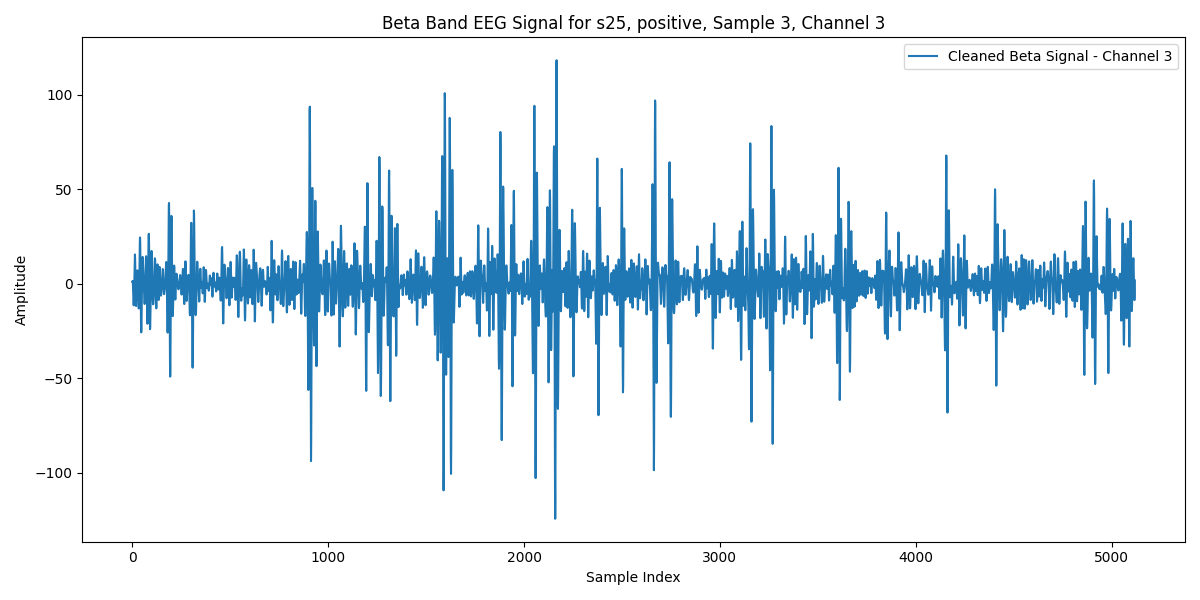 Beta Band EEG Signal for s25, positive, Sample 3, Channel 3
Cleaned Beta Signal - Channel 3
100
50
0
−50
−100
Amplitude
0 1000 2000 3000 4000 5000
Sample Index